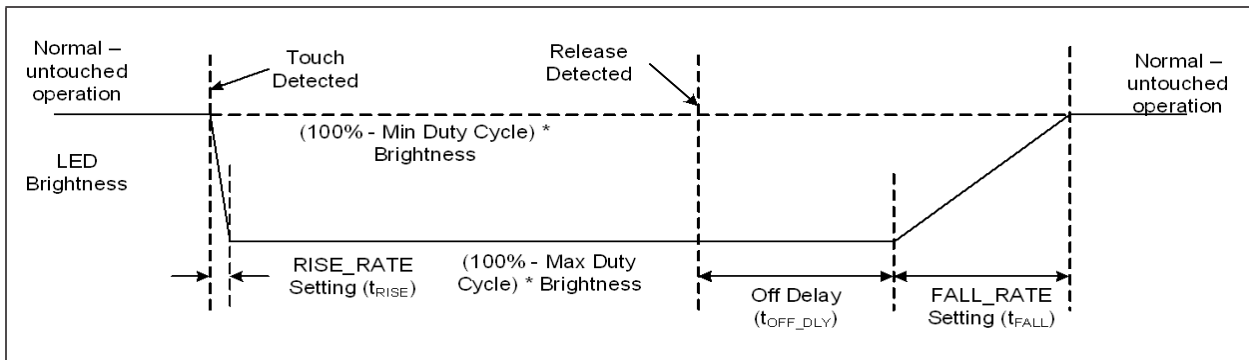 Normal –
untouched
operation
Touch
Detected
Release
Detected
Normal –
untouched
operation
(100% - Min Duty Cycle) *
Brightness
LED
Brightness
RISE_RATE
Setting (tRISE)
(100% - Max Duty
Cycle) * Brightness
Off Delay
(tOFF_DLY)
FALL_RATE
Setting (tFALL)